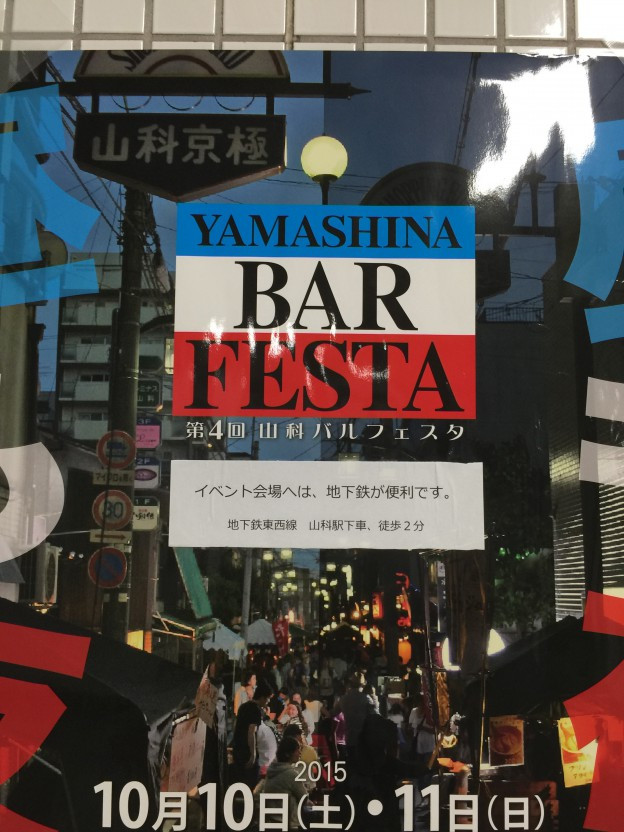 山科京極
YAMASHINA
BAR
FESTA
第4回 山科バルフェスタ
イベント会場へは、地下鉄が便利です。
地下鉄東西線　山科駅下車、徒歩2分
30
2015
10月10日(土)・11日(日)